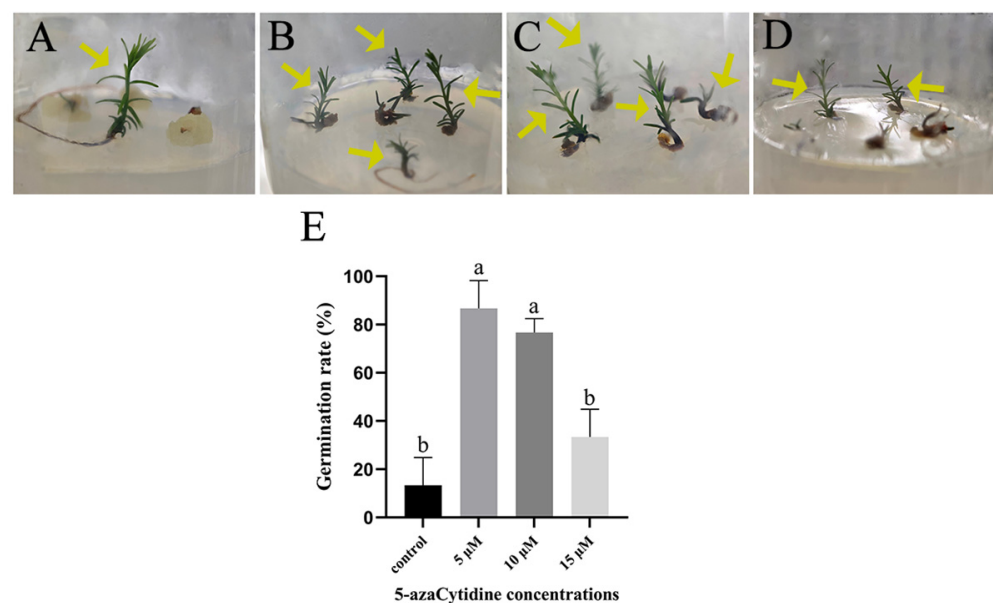 A
B
C
D
E
Germination rate (%)
100
80
60
40
20
0
b
a
a
b
control
5 µM
10 µM
15 µM
5-azaCytidine concentrations